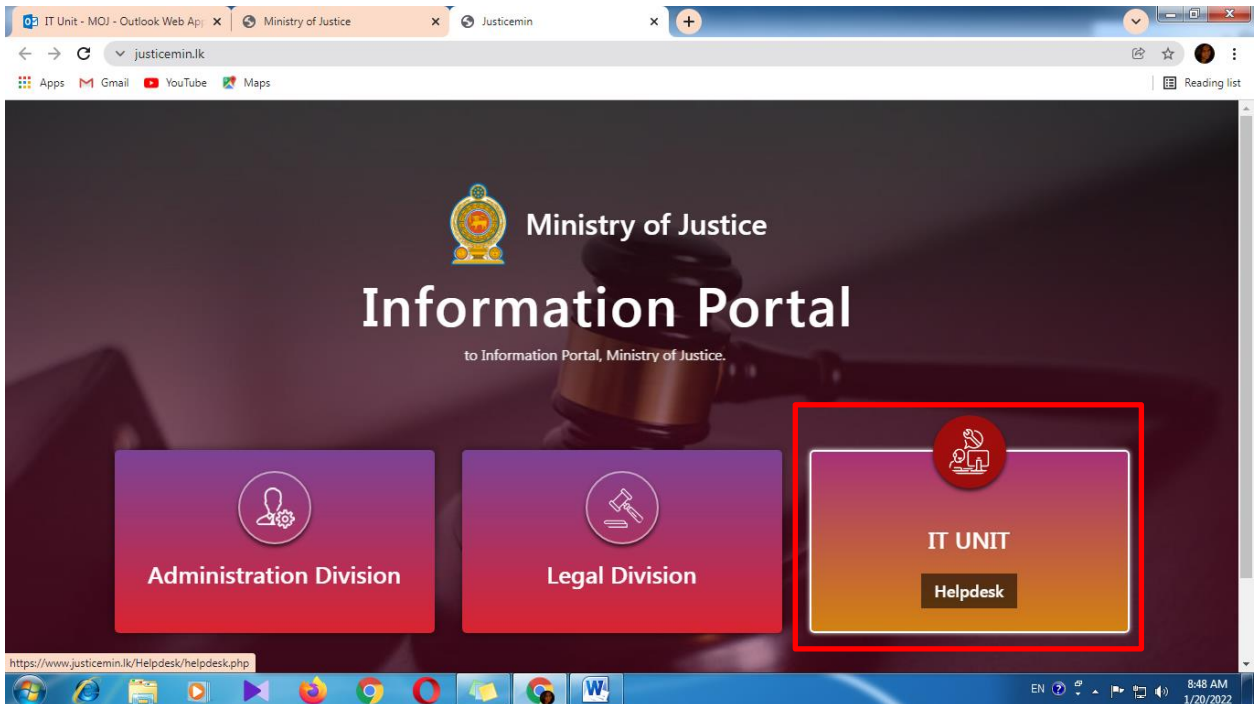 IT Unit - MOJ - Outlook Web Ap
Ministry of Justice
Justicemin
justicemin.lk
Apps
Gmail
YouTube
Maps
Reading list
Ministry of Justice
Information Portal
to Information Portal, Ministry of Justice.
Administration Division
Legal Division
IT UNIT
Helpdesk
https://www.justicemin.lk/Helpdesk/helpdesk.php
EN
8:48 AM
1/20/2022